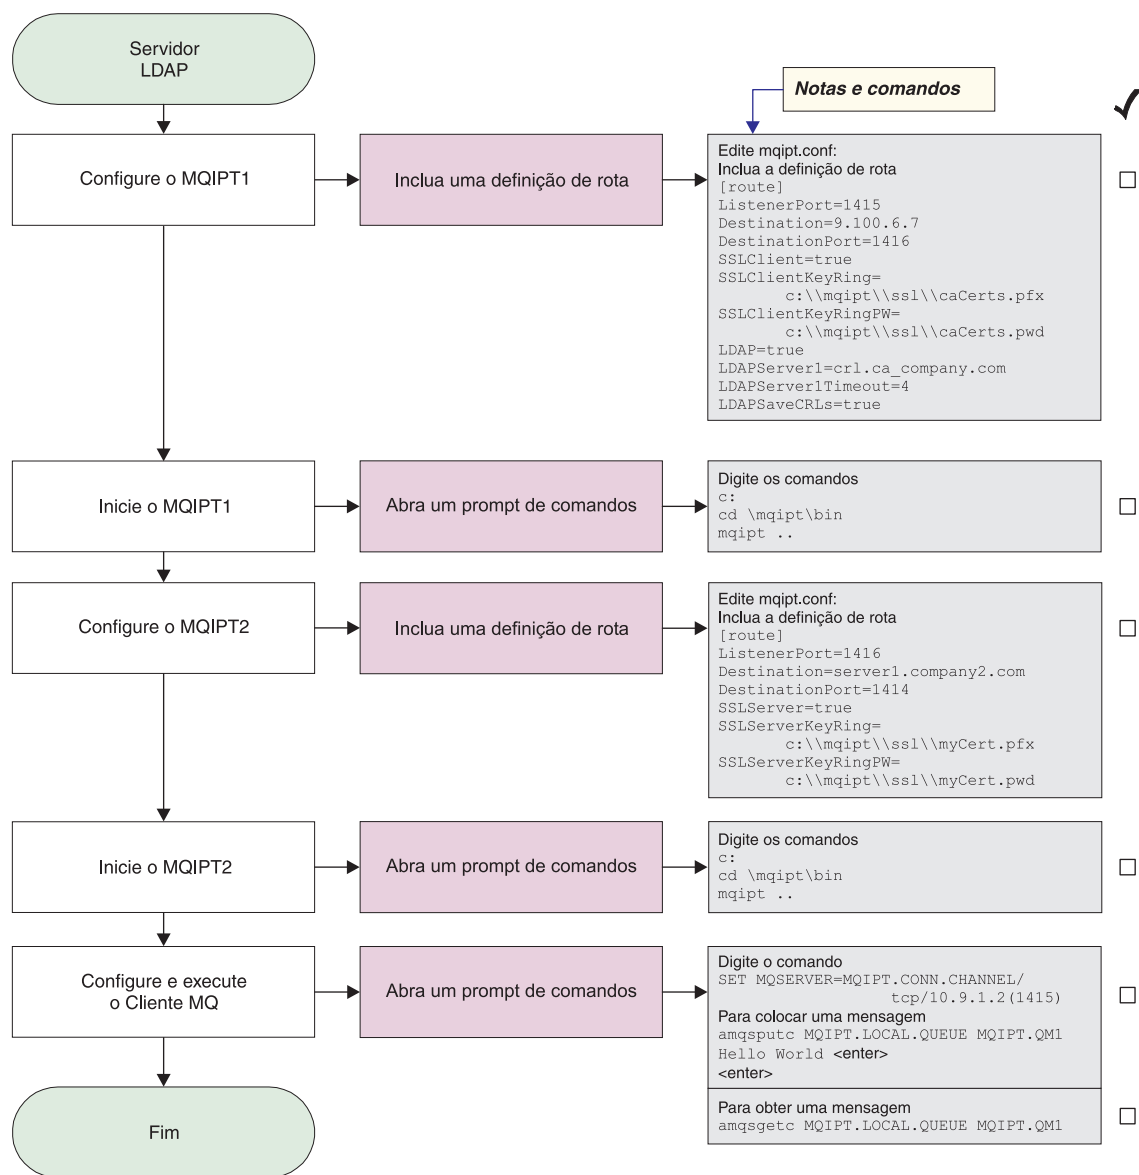 Servidor
LDAP
Notas e comandos
Configure o MQIPT1
Inclua uma definição de rota
Edite mqipt.conf:
Inclua a definição de rota
[route]
ListenerPort=1415
Destination=9.100.6.7
DestinationPort=1416
SSLClient=true
SSLClientKeyRing=
c:\\mqipt\\ssl\\caCerts.pfx
SSLClientKeyRingPW=
c:\\mqipt\\ssl\\caCerts.pwd
LDAP=true
LDAPServer1=crl.ca_company.com
LDAPServer1Timeout=4
LDAPSaveCRLs=true
Inicie o MQIPT1
Abra um prompt de comandos
Digite os comandos
c:
cd \mqipt\bin
mqipt ..
Configure o MQIPT2
Inclua uma definição de rota
Edite mqipt.conf:
Inclua a definição de rota
[route]
ListenerPort=1416
Destination=server1.company2.com
DestinationPort=1414
SSLServer=true
SSLServerKeyRing=
c:\\mqipt\\ssl\\myCert.pfx
SSLServerKeyRingPW=
c:\\mqipt\\ssl\\myCert.pwd
Inicie o MQIPT2
Abra um prompt de comandos
Digite os comandos
c:
cd \mqipt\bin
mqipt ..
Configure e execute
o Cliente MQ
Abra um prompt de comandos
Digite o comando
SET MQSERVER=MQIPT.CONN.CHANNEL/
tcp/10.9.1.2(1415)
Para colocar uma mensagem
amqsputc MQIPT.LOCAL.QUEUE MQIPT.QM1
Hello World <enter>
<enter>
Para obter uma mensagem
amqsgetc MQIPT.LOCAL.QUEUE MQIPT.QM1
Fim